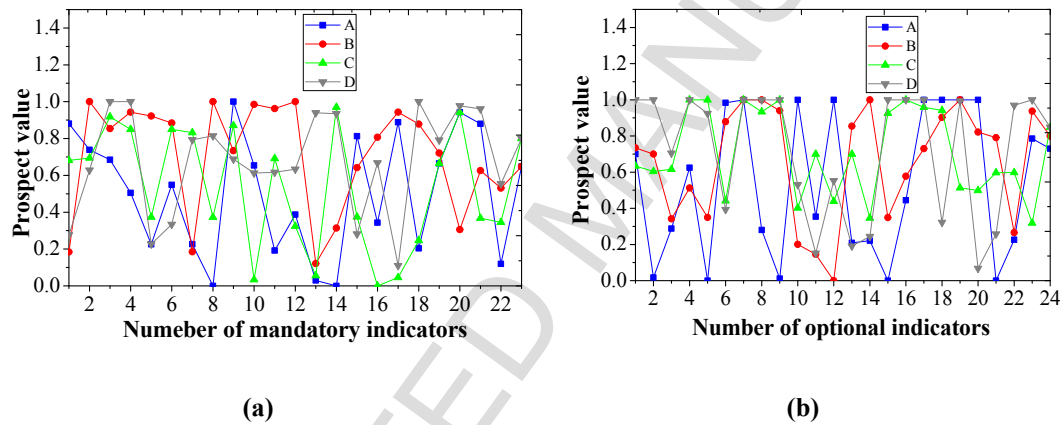 1.4
1.2
1.0
0.8
0.6
0.4
0.2
0.0
Prospect value
A
B
C
D
2 4 6 8 10 12 14 16 18 20 22
Numeber of mandatory indicators
(a)
1.4
1.2
1.0
0.8
0.6
0.4
0.2
0.0
Prospect value
A
B
C
D
2 4 6 8 10 12 14 16 18 20 22 24
Number of optional indicators
(b)
TED MANU